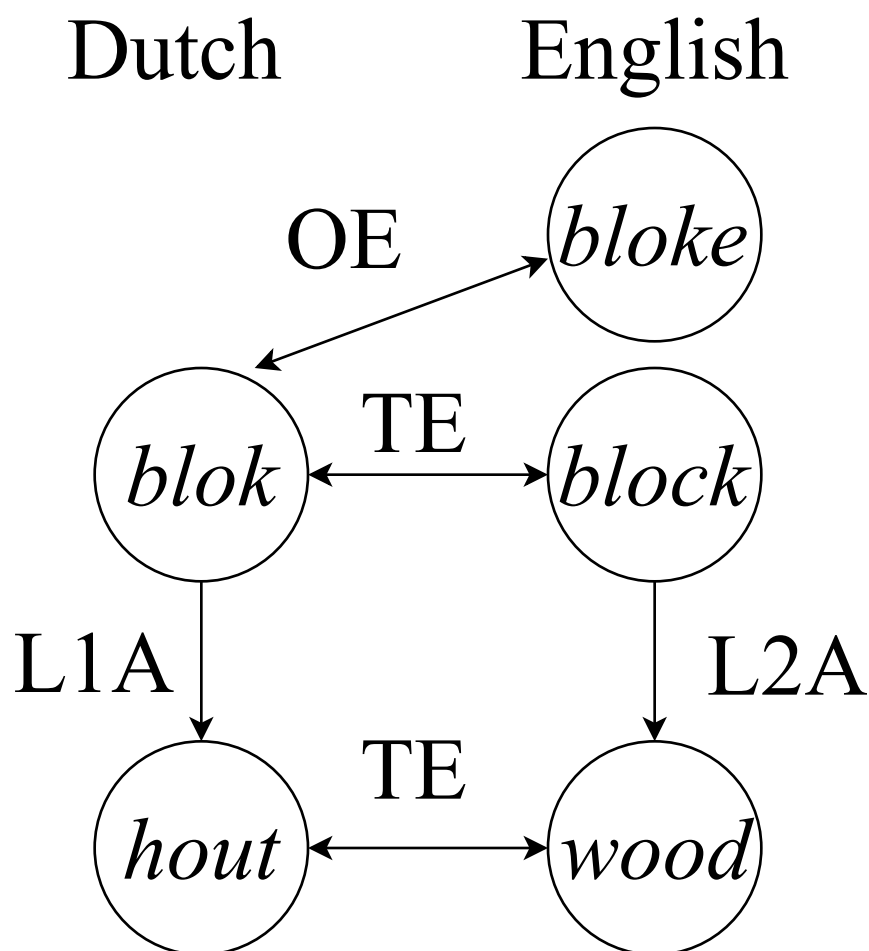 Dutch English
bloke
OE
TE
blok block
L1A L2A
TE
hout wood